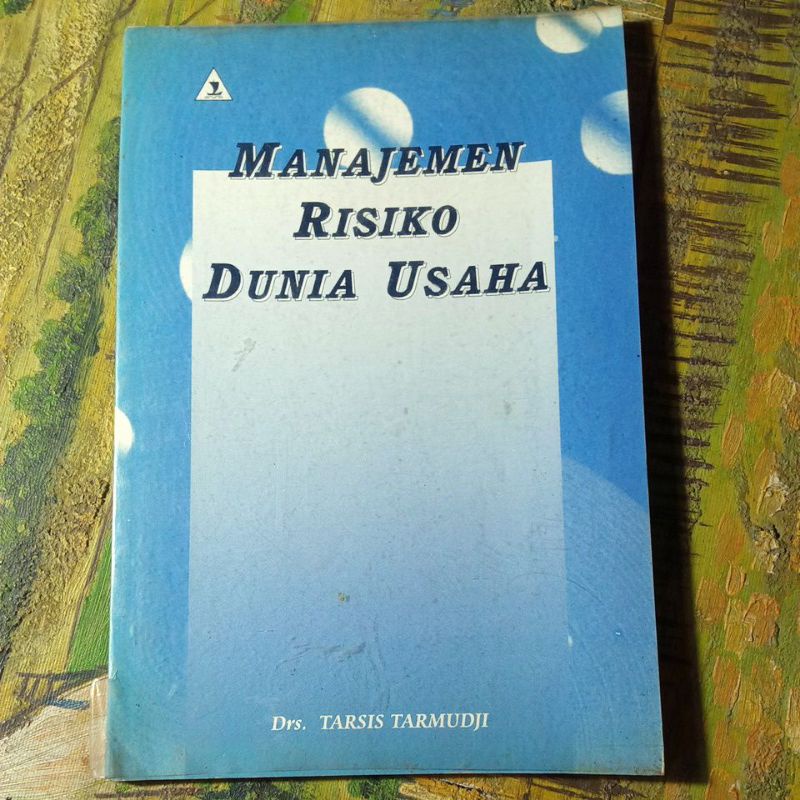 MANAJEMEN
RISIKO
DUNIA USAHA
Drs. TARSIS TARMUDJI